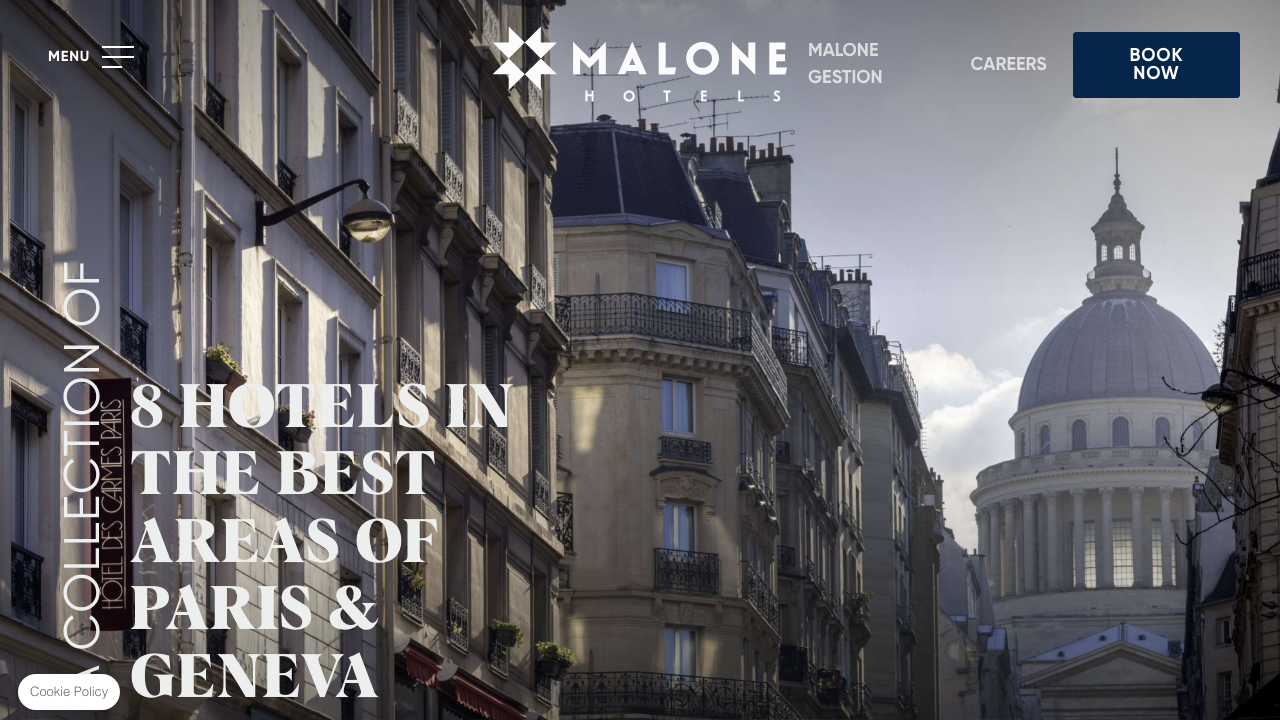 MENU
MALONE
HOTELS
MALONE
GESTION
CAREERS
BOOK
NOW
A COLLECTION OF
HOTEL DES CARMES PARIS
8 HOTELS IN
THE BEST
AREAS OF
PARIS &
GENEVA
Cookie Policy